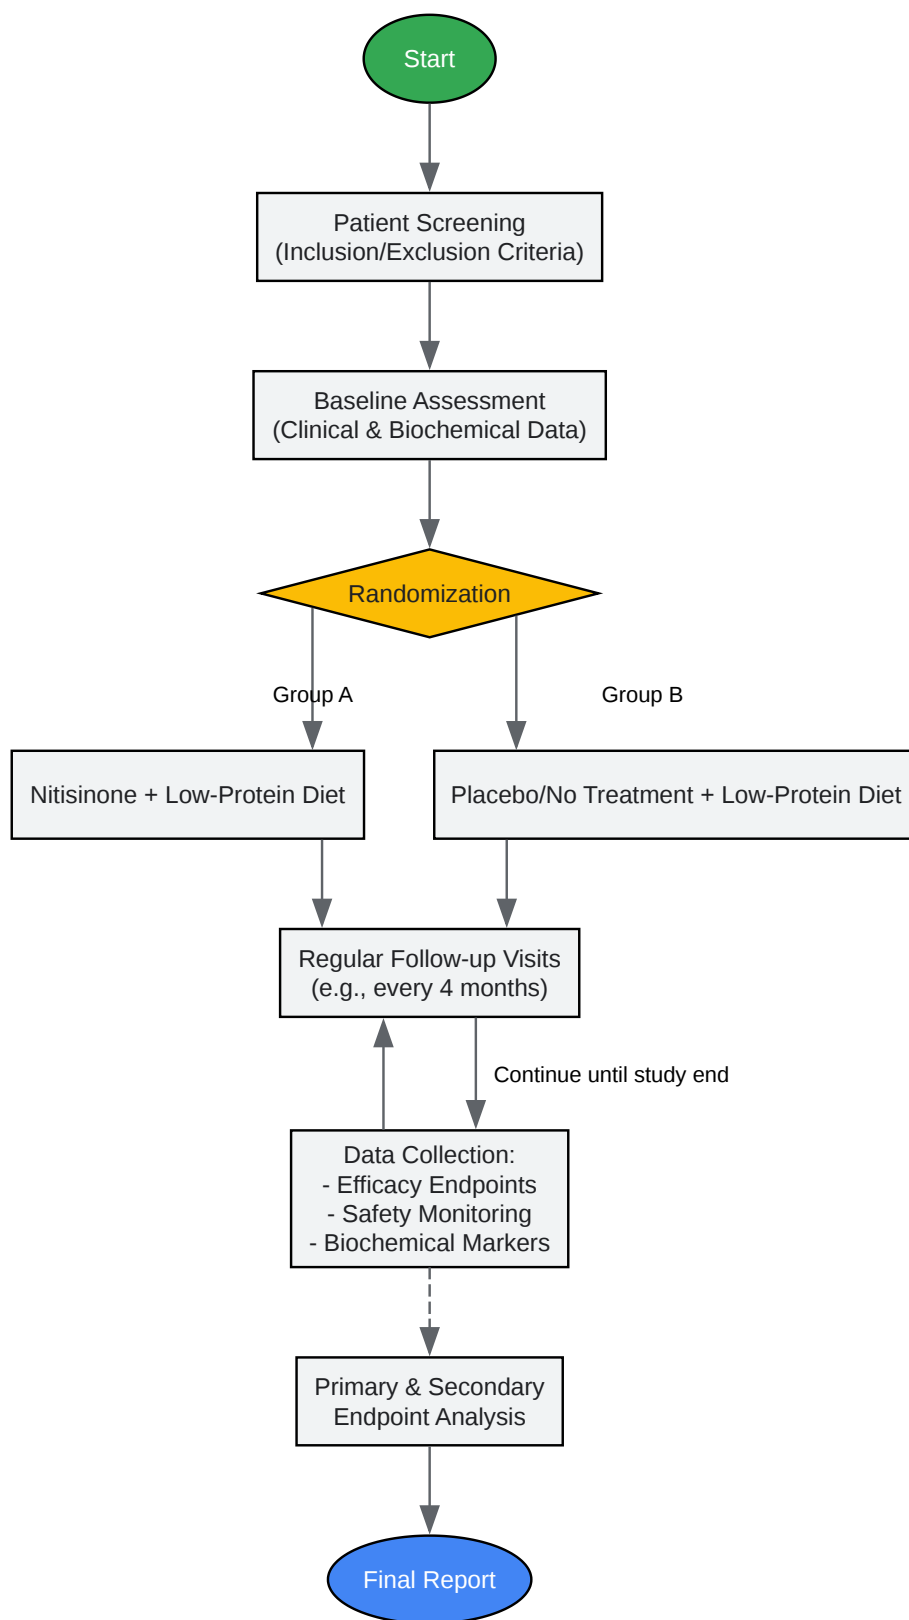 Start
Patient Screening
(Inclusion/Exclusion Criteria)
Baseline Assessment
(Clinical & Biochemical Data)
Randomization
Group A
Group B
Nitisinone + Low-Protein Diet
Placebo/No Treatment + Low-Protein Diet
Regular Follow-up Visits
(e.g., every 4 months)
Continue until study end
Data Collection:
- Efficacy Endpoints
- Safety Monitoring
- Biochemical Markers
Primary & Secondary
Endpoint Analysis
Final Report